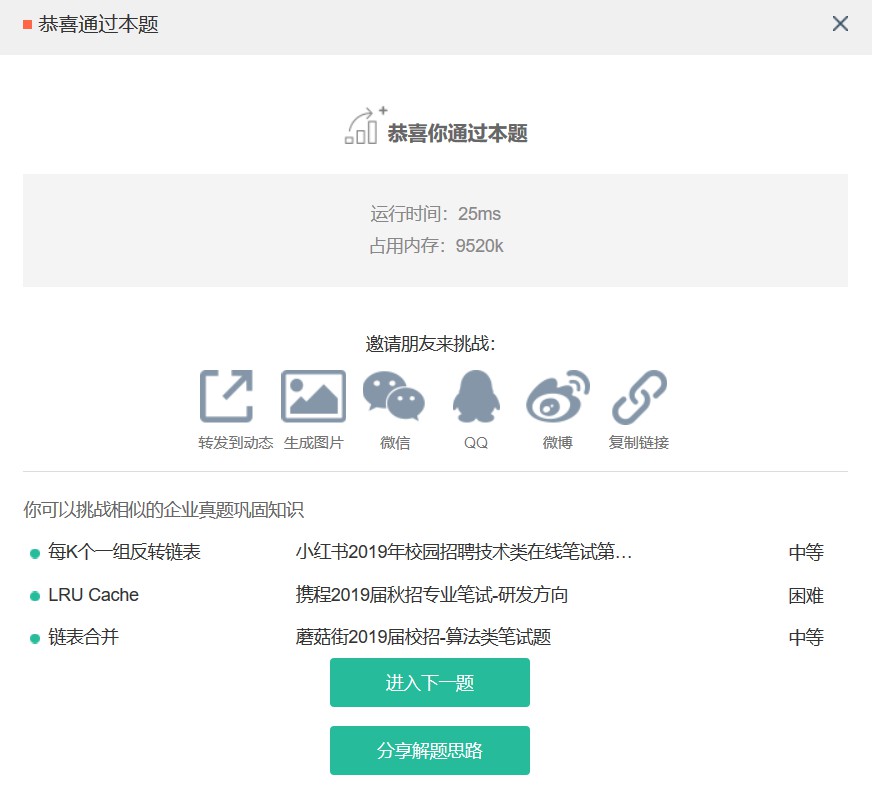 恭喜通过本题
恭喜你通过本题
运行时间：25ms
占用内存：9520k
邀请朋友来挑战：
转发到动态 生成图片 微信 QQ 微博 复制链接
你可以挑战相似的企业真题巩固知识
每K个一组反转链表 小红书2019年校园招聘技术类在线笔试第… 中等
LRU Cache 携程2019届秋招专业笔试-研发方向 困难
链表合并 蘑菇街2019届校招-算法类笔试题 中等
进入下一题
分享解题思路